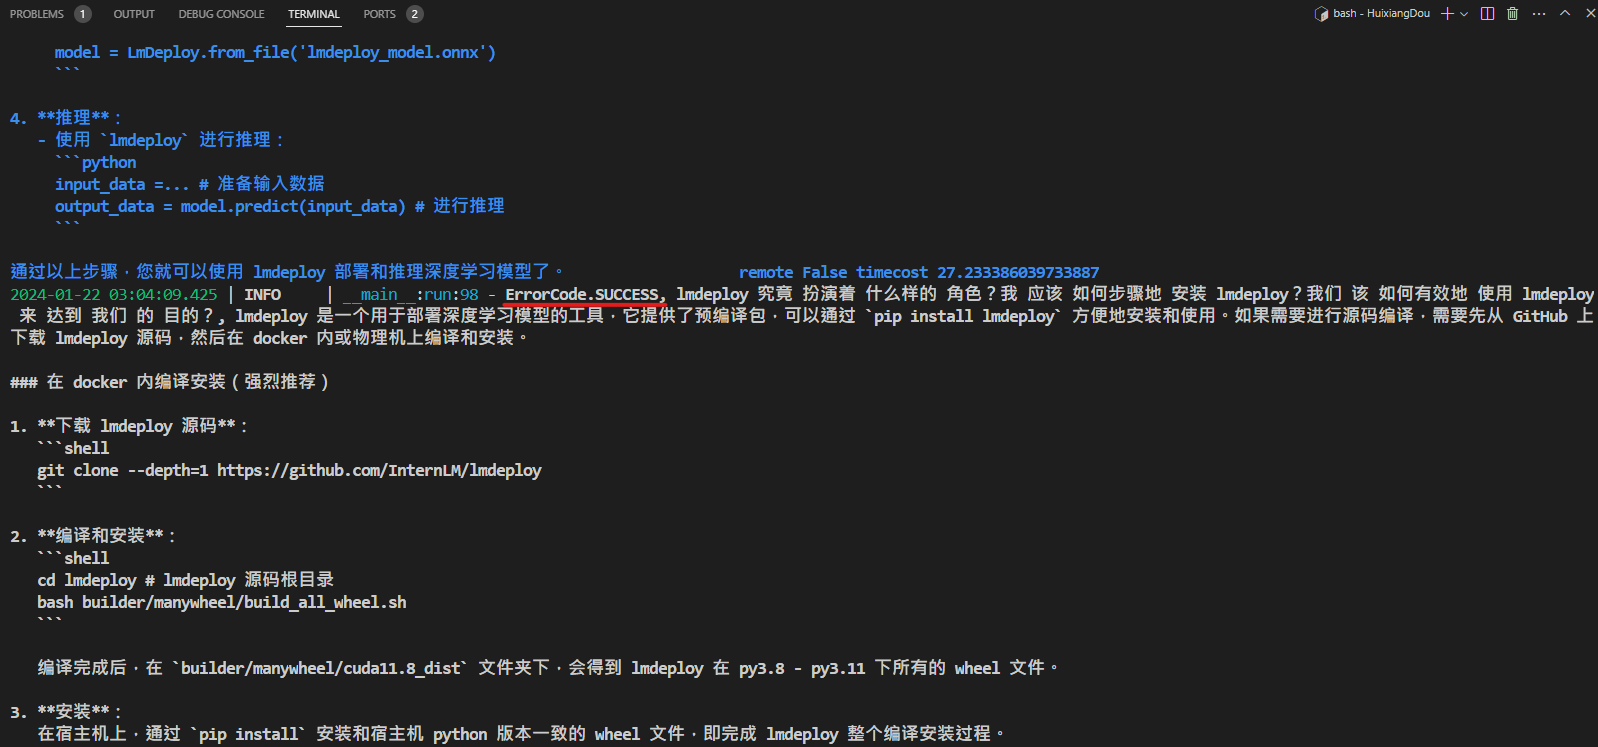 PROBLEMS 1 OUTPUT DEBUG CONSOLE TERMINAL PORTS 2 bash - HuixiangDou
model = LmDeploy.from_file('lmdeploy_model.onnx')
```
4. **推理**：
- 使用 `lmdeploy` 进行推理：
```python
input_data =... # 准备输入数据
output_data = model.predict(input_data) # 进行推理
```
通过以上步骤，您就可以使用 lmdeploy 部署和推理深度学习模型了。 remote False timecost 27.233386039733887
2024-01-22 03:04:09.425 | INFO | __main__:run:98 - ErrorCode.SUCCESS, lmdeploy 究竟 扮演着 什么样的 角色？我 应该 如何步骤地 安装 lmdeploy？我们 该 如何有效地 使用 lmdeploy
来 达到 我们 的 目的？, lmdeploy 是一个用于部署深度学习模型的工具，它提供了预编译包，可以通过 `pip install lmdeploy` 方便地安装和使用。如果需要进行源码编译，需要先从 GitHub 上
下载 lmdeploy 源码，然后在 docker 内或物理机上编译和安装。
### 在 docker 内编译安装（强烈推荐）
1. **下载 lmdeploy 源码**：
```shell
git clone --depth=1 https://github.com/InternLM/lmdeploy
```
2. **编译和安装**：
```shell
cd lmdeploy # lmdeploy 源码根目录
bash builder/manywheel/build_all_wheel.sh
```
编译完成后，在 `builder/manywheel/cuda11.8_dist` 文件夹下，会得到 lmdeploy 在 py3.8 - py3.11 下所有的 wheel 文件。
3. **安装**：
在宿主机上，通过 `pip install` 安装和宿主机 python 版本一致的 wheel 文件，即完成 lmdeploy 整个编译安装过程。